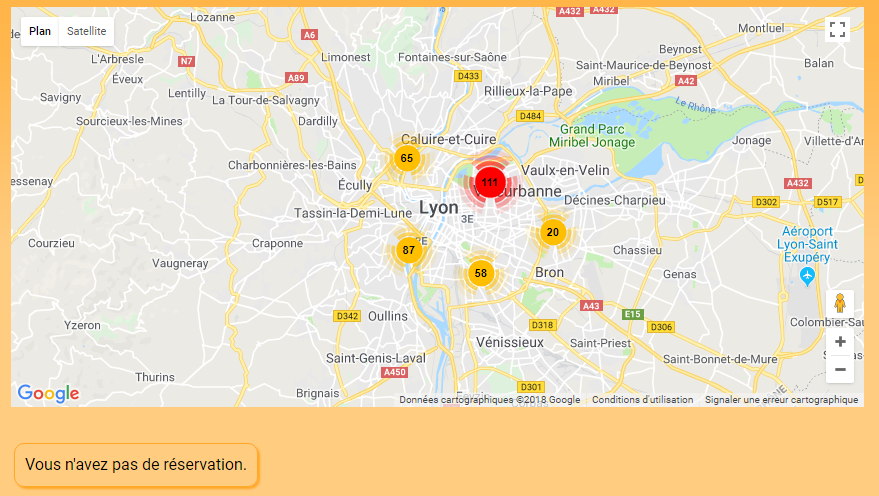 Lozanne
A432
A432
Plan
Satellite
A6
Montluel
L'Arbresle
N7
Limonest
Fontaines-sur-Saône
Beynost
Éveux
A89
D433
Saint-Maurice-de-Beynost
Balan
Savigny
Lentilly
La Tour-de-Salvagny
Rillieux-la-Pape
Miribel
A42
Le Rhône
Sourcieux-les-Mines
Dardilly
D484
Caluire-et-Cuire
Grand Parc
Miribel Jonage
Jonage
Villette-d'An
65
Charbonnières-les-Bains
Vaulx-en-Velin
essenay
Écully
111
urbanne
A432
Décines-Charpieu
D302
D517
Tassin-la-Demi-Lune
Lyon
3E
20
Aéroport
Lyon-Saint
Exupéry
Courzieu
Craponne
2E
87
Chassieu
Vaugneray
58
Bron
Genas
A43
E15
D342
Oullins
D318
D306
Colombier-Sau
Yzeron
Vénissieux
Saint-Priest
Saint-Genis-Laval
Saint-Bonnet-de-Mure
Thurins
A450
D301
Google
Brignais
Feyzin
Corbas
Données cartographiques ©2018 Google
Conditions d'utilisation
Signaler une erreur cartographique
Vous n'avez pas de réservation.